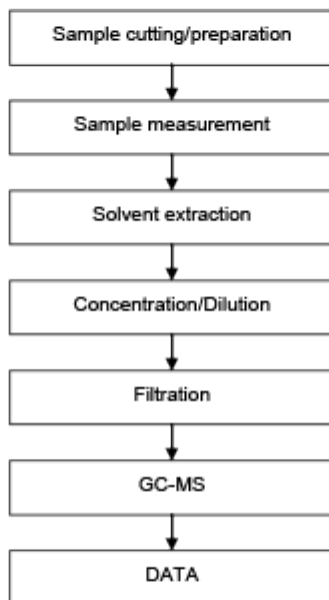 Sample cutting/preparation
Sample measurement
Solvent extraction
Concentration/Dilution
Filtration
GC-MS
DATA